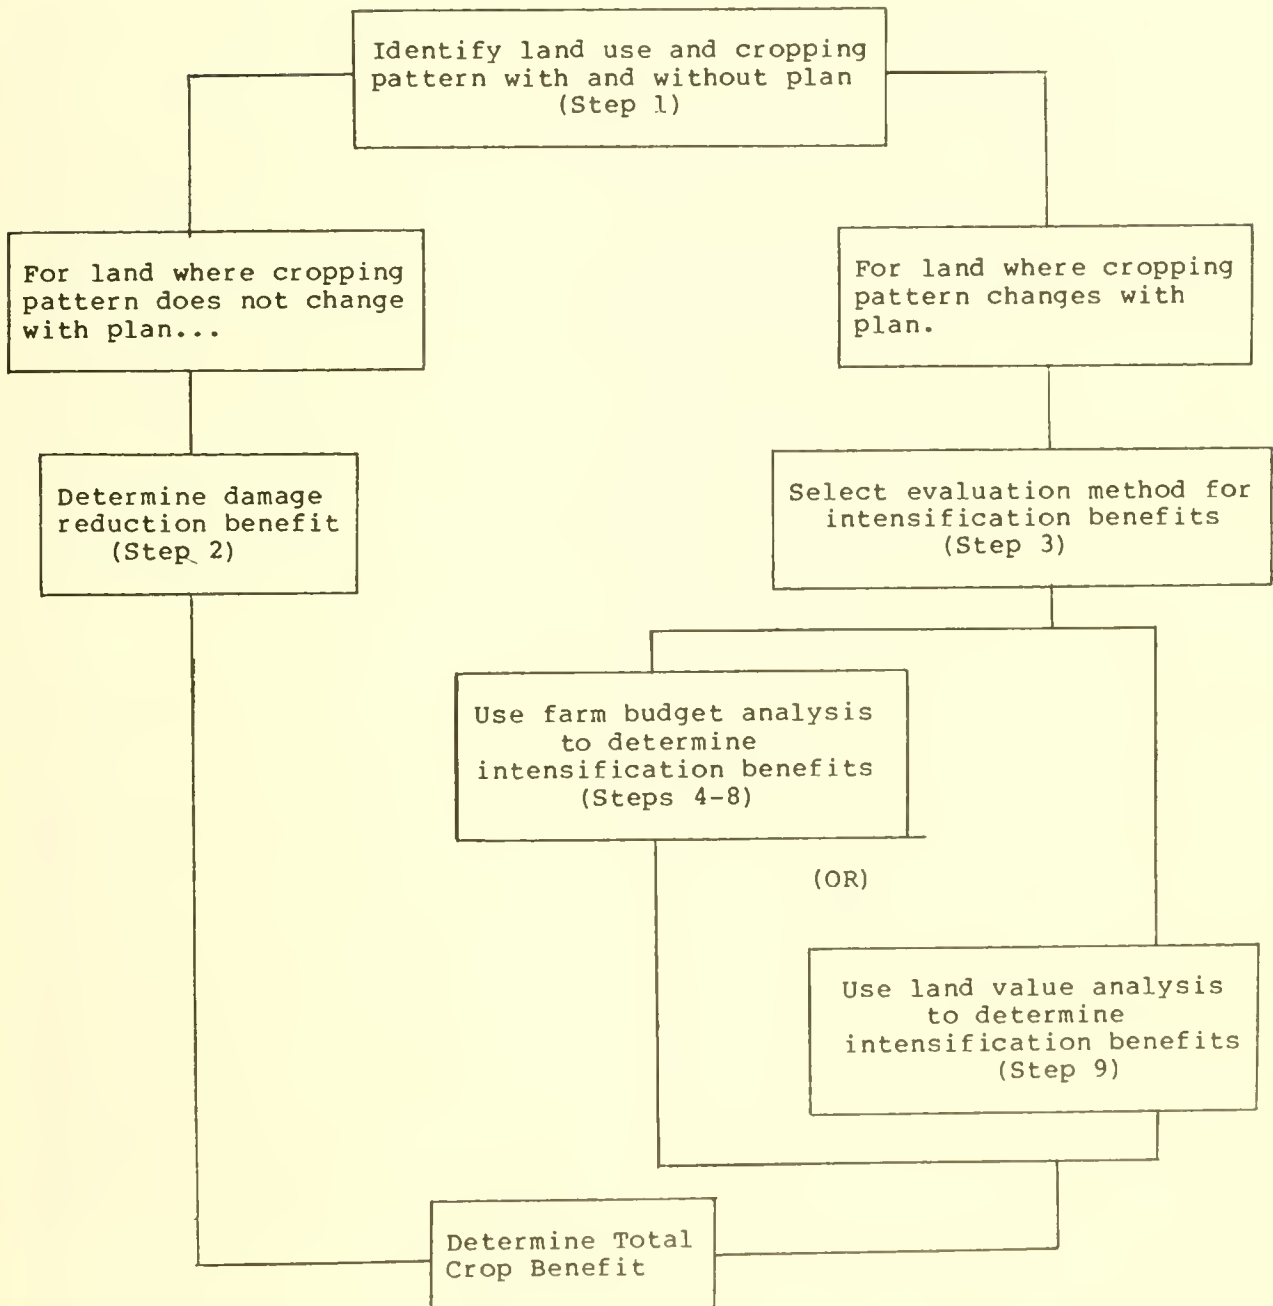 Identify land use and cropping
pattern with and without plan
(Step 1)
For land where cropping
pattern does not change
with plan...
For land where cropping
pattern changes with
plan.
Determine damage
reduction benefit
(Step 2)
Select evaluation method for
intensification benefits
(Step 3)
Use farm budget analysis
to determine
intensification benefits
(Steps 4-8)
(OR)
Use land value analysis
to determine
intensification benefits
(Step 9)
Determine Total
Crop Benefit